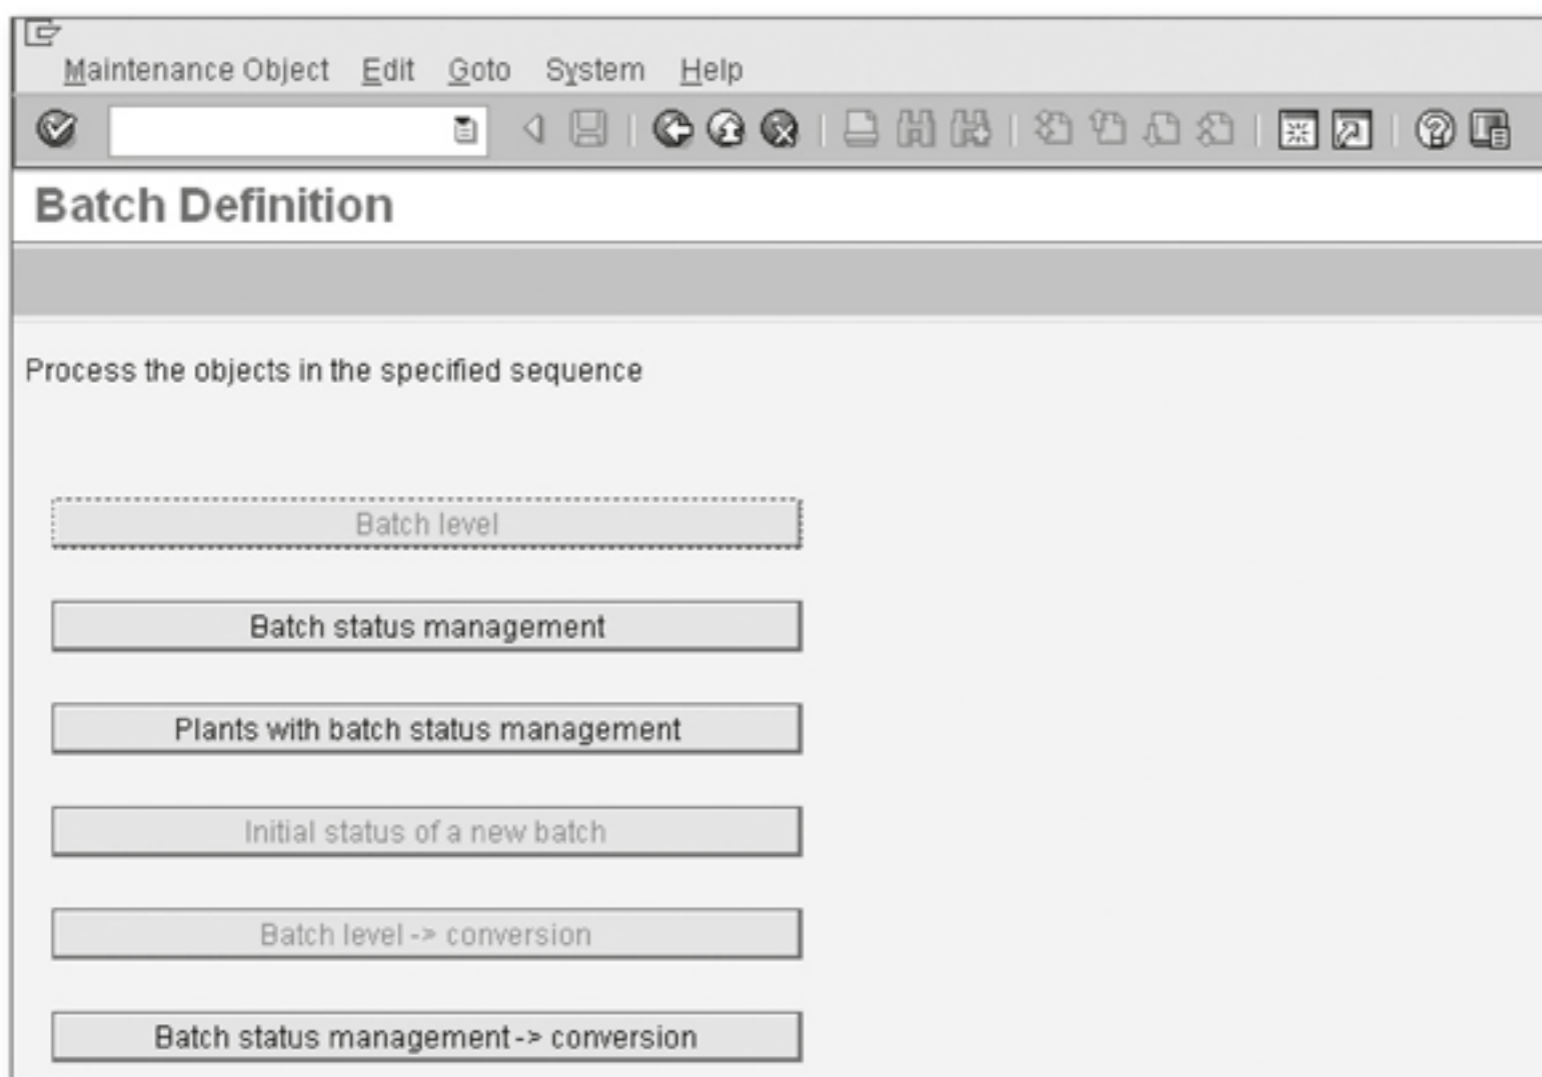 Maintenance Object Edit Goto System Help
Batch Definition
Process the objects in the specified sequence
Batch level
Batch status management
Plants with batch status management
Initial status of a new batch
Batch level -> conversion
Batch status management -> conversion